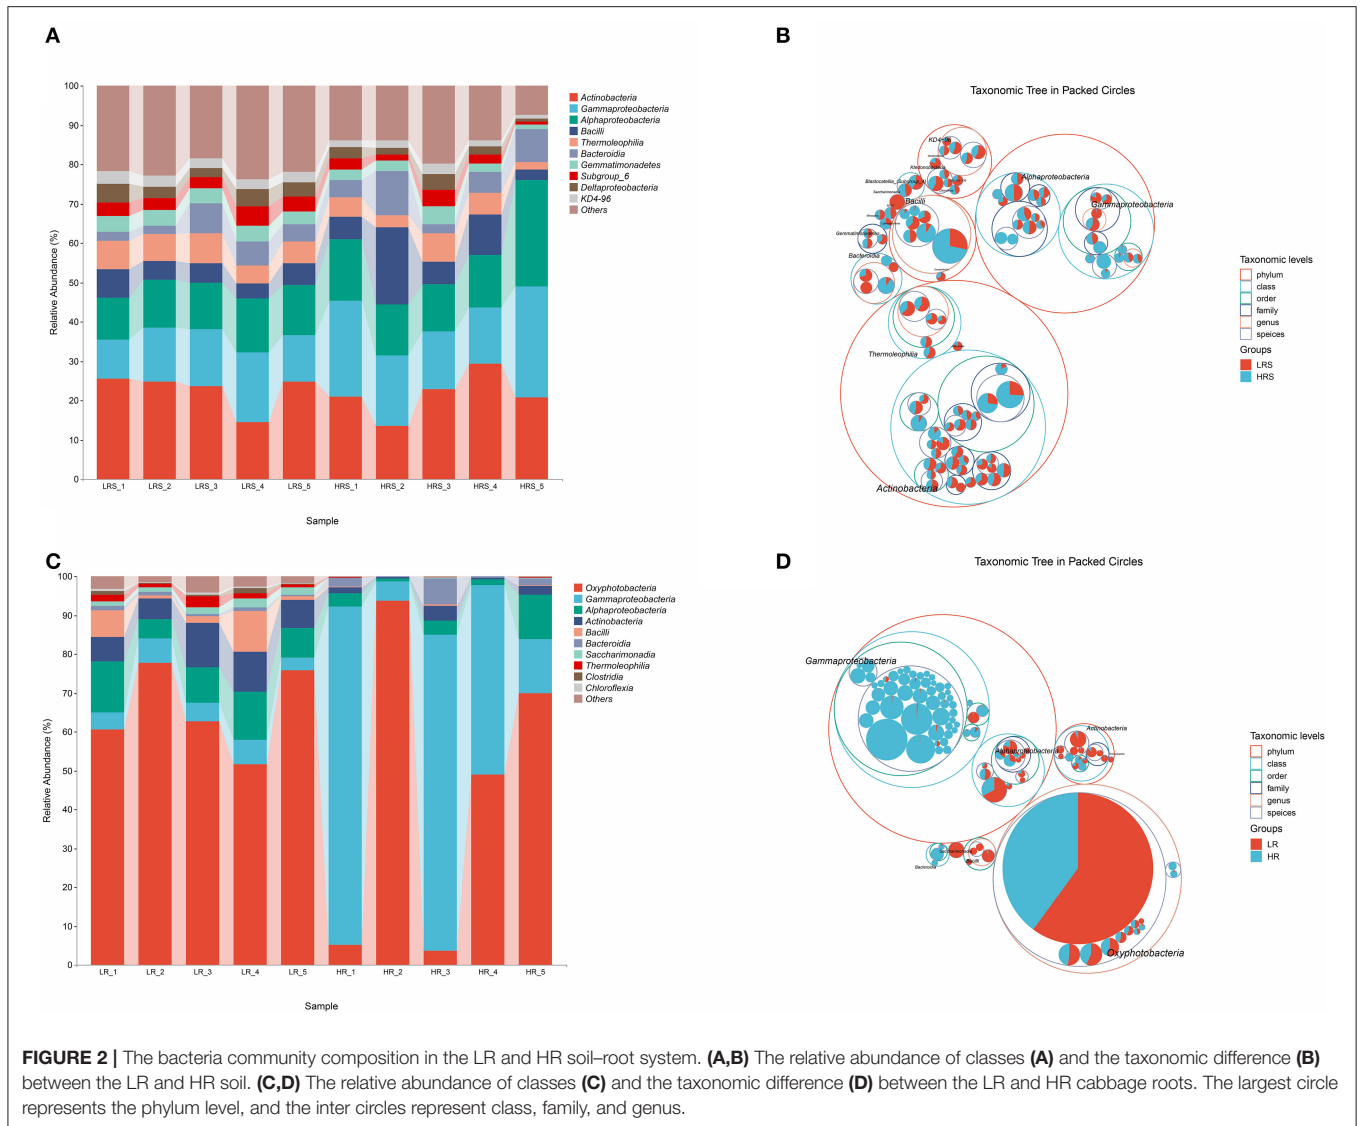 A
100
90
80
70
60
50
40
30
20
10
0
Relative Abundance (%)
LRS_1
LRS_2
LRS_3
LRS_4
LRS_5
HRS_1
HRS_2
HRS_3
HRS_4
HRS_5
Sample
Actinobacteria
Gammaproteobacteria
Alphaproteobacteria
Bacilli
Thermoleophilia
Bacteroidia
Gemmatimonadetes
Subgroup_6
Deltaproteobacteria
KD4-96
Others
B
Taxonomic Tree in Packed Circles
KD4-96
Bacilli
Bacteroidia
Thermoleophilia
Actinobacteria
Alphaproteobacteria
Gammaproteobacteria
Taxonomic levels
phylum
class
order
family
genus
speices
Groups
LRS
HRS
C
100
90
80
70
60
50
40
30
20
10
0
Relative Abundance (%)
LR_1
LR_2
LR_3
LR_4
LR_5
HR_1
HR_2
HR_3
HR_4
HR_5
Sample
Oxyphotobacteria
Gammaproteobacteria
Alphaproteobacteria
Actinobacteria
Bacilli
Bacteroidia
Saccharimonadia
Thermoleophilia
Clostridia
Chloroflexia
Others
D
Taxonomic Tree in Packed Circles
Gammaproteobacteria
Actinobacteria
Alphaproteobacteria
Saccharimonadia
Bacilli
Bacteroidia
Oxyphotobacteria
Taxonomic levels
phylum
class
order
family
genus
speices
Groups
LR
HR
FIGURE 2 | The bacteria community composition in the LR and HR soil–root system. (A,B) The relative abundance of classes (A) and the taxonomic difference (B)
between the LR and HR soil. (C,D) The relative abundance of classes (C) and the taxonomic difference (D) between the LR and HR cabbage roots. The largest circle
represents the phylum level, and the inter circles represent class, family, and genus.